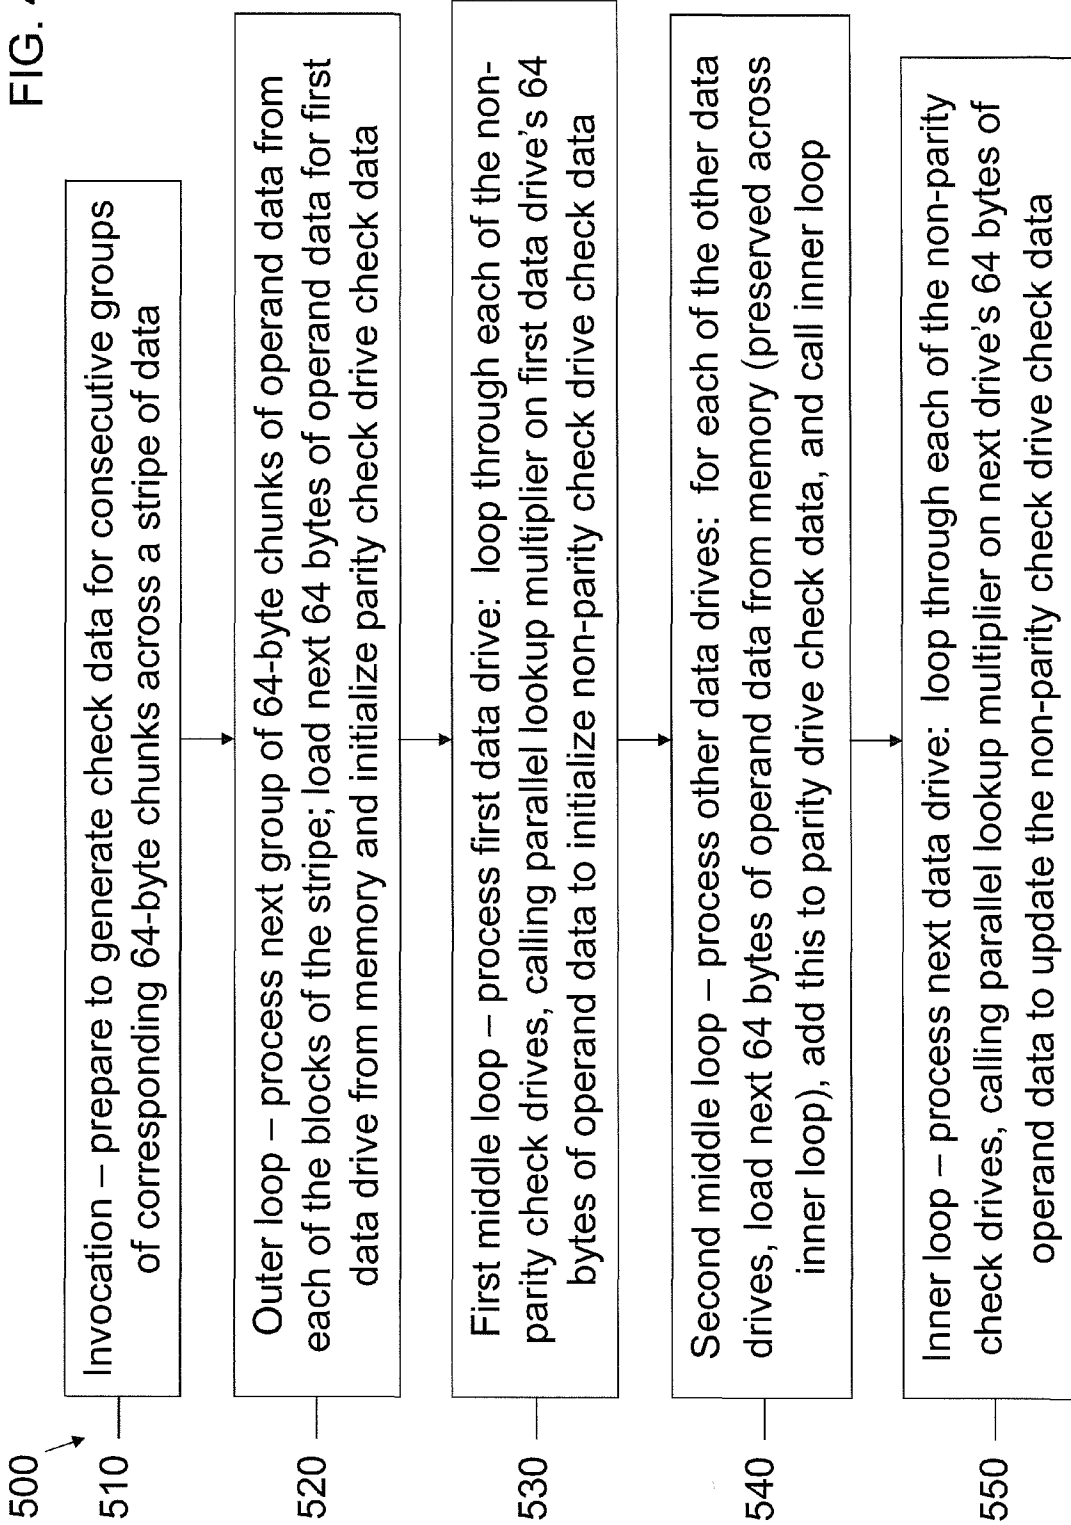 FIG. 4
500
510
Invocation – prepare to generate check data for consecutive groups
of corresponding 64-byte chunks across a stripe of data
520
Outer loop – process next group of 64-byte chunks of operand data from
each of the blocks of the stripe; load next 64 bytes of operand data for first
data drive from memory and initialize parity check drive check data
530
First middle loop – process first data drive: loop through each of the non-
parity check drives, calling parallel lookup multiplier on first data drive's 64
bytes of operand data to initialize non-parity check drive check data
540
Second middle loop – process other data drives: for each of the other data
drives, load next 64 bytes of operand data from memory (preserved across
inner loop), add this to parity drive check data, and call inner loop
550
Inner loop – process next data drive: loop through each of the non-parity
check drives, calling parallel lookup multiplier on next drive's 64 bytes of
operand data to update the non-parity check drive check data